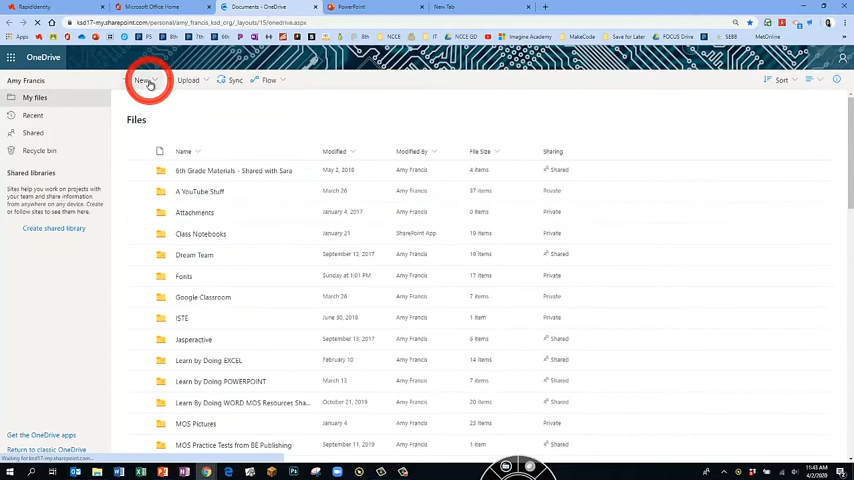 RapidIdentity
Microsoft Office Home
Documents - OneDrive
PowerPoint
New Tab
ksd17-my.sharepoint.com/personal/amy_francis_ksd_org/_layouts/15/onedrive.aspx
Apps
8th
6th
7th
8th
NCCE
NCCE GD
Imagine Academy
MakeCode
Save for Later
FOCUS Drive
SEBB
MetOnline
OneDrive
Amy Francis
New
Upload
Sync
Flow
Sort
My files
Recent
Shared
Recycle bin
Shared libraries
Sites help you work on projects with
your team and share information
from anywhere on any device. Create
or follow sites to see them here.
Create shared library
Files
Name Modified Modified By File Size Sharing
6th Grade Materials - Shared with Sara May 2, 2018 Amy Francis 4 items Shared
A YouTube Stuff March 26 Amy Francis 37 items Private
Attachments January 4, 2017 Amy Francis 0 items Private
Class Notebooks January 21 SharePoint App 19 items Private
Dream Team September 13, 2017 Amy Francis 19 items Shared
Fonts Sunday at 1:01 PM Amy Francis 17 items Private
Google Classroom March 26 Amy Francis 7 items Private
ISTE June 30, 2018 Amy Francis 1 item Private
Jasperactive September 13, 2017 Amy Francis 6 items Shared
Learn by Doing EXCEL February 10 Amy Francis 14 items Shared
Learn by Doing POWERPOINT March 13 Amy Francis 7 items Shared
Learn By Doing WORD MOS Resources Sha... October 21, 2019 Amy Francis 20 items Shared
MOS Pictures January 4 Amy Francis 23 items Private
MOS Practice Tests from BE Publishing September 11, 2019 Amy Francis 1 item Shared
Get the OneDrive apps
Return to classic OneDrive
Waiting for ksd17-my.sharepoint.com...
11:43 AM
4/2/2020